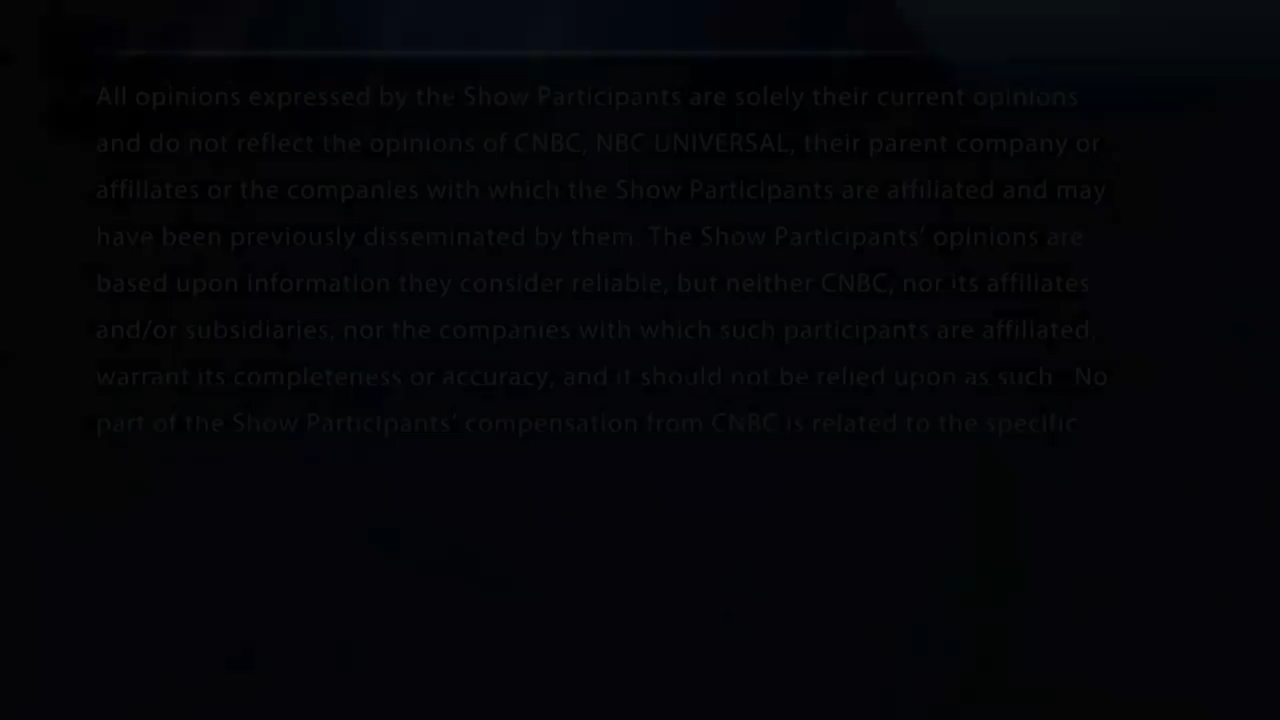 All opinions expressed by the Show Participants are solely their current opinions
and do not reflect the opinions of CNBC, NBC UNIVERSAL, their parent company or
affiliates or the companies with which the Show Participants are affiliated and may
have been previously disseminated by them. The Show Participants’ opinions are
based upon information they consider reliable, but neither CNBC, nor its affiliates
and/or subsidiaries, nor the companies with which such participants are affiliated,
warrant its completeness or accuracy, and it should not be relied upon as such. No
part of the Show Participants’ compensation from CNBC is related to the specific